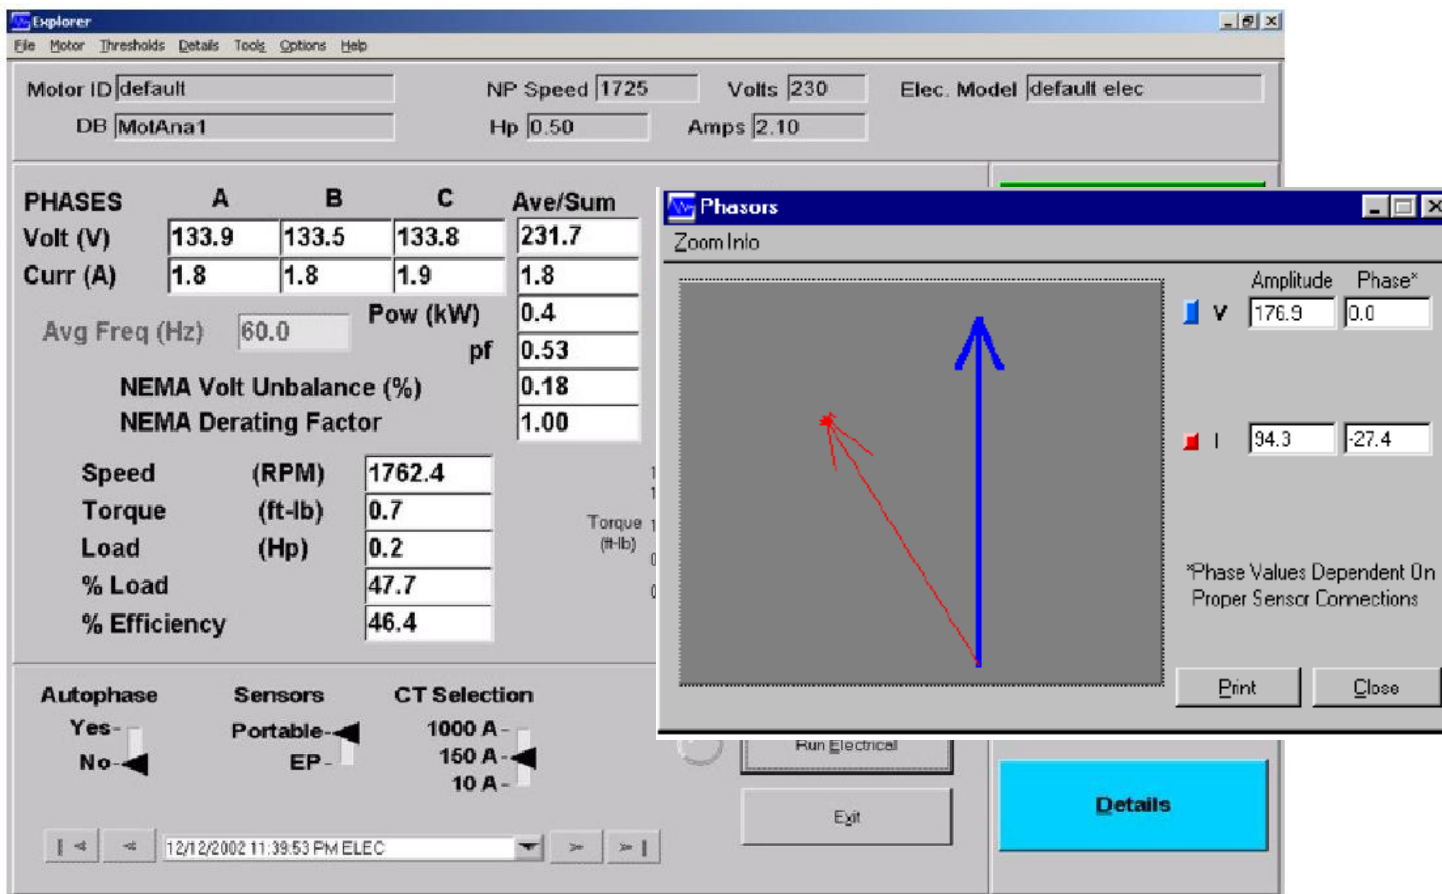 Explorer
File Motor Thresholds Details Tools Options Help
Motor ID default NP Speed 1725 Volts 230 Elec. Model default elec
DB MotAna1 Hp 0.50 Amps 2.10
PHASES A B C Ave/Sum
Volt (V) 133.9 133.5 133.8 231.7
Curr (A) 1.8 1.8 1.9 1.8
Avg Freq (Hz) 60.0 Pow (kW) 0.4
pf 0.53
NEMA Volt Unbalance (%) 0.18
NEMA Derating Factor 1.00
Speed (RPM) 1762.4
Torque (ft-lb) 0.7
Load (Hp) 0.2
% Load 47.7
% Efficiency 46.4
Torque
(ft-lb)
Phasors
Zoom Info
Amplitude Phase*
V 176.9 0.0
I 94.3 -27.4
*Phase Values Dependent On
Proper Sensor Connections
Print Close
Autophase Sensors CT Selection
Yes Portable 1000 A
No EP 150 A
10 A
Run Electrical
Exit
Details
12/12/2002 11:39:53 PM ELEC